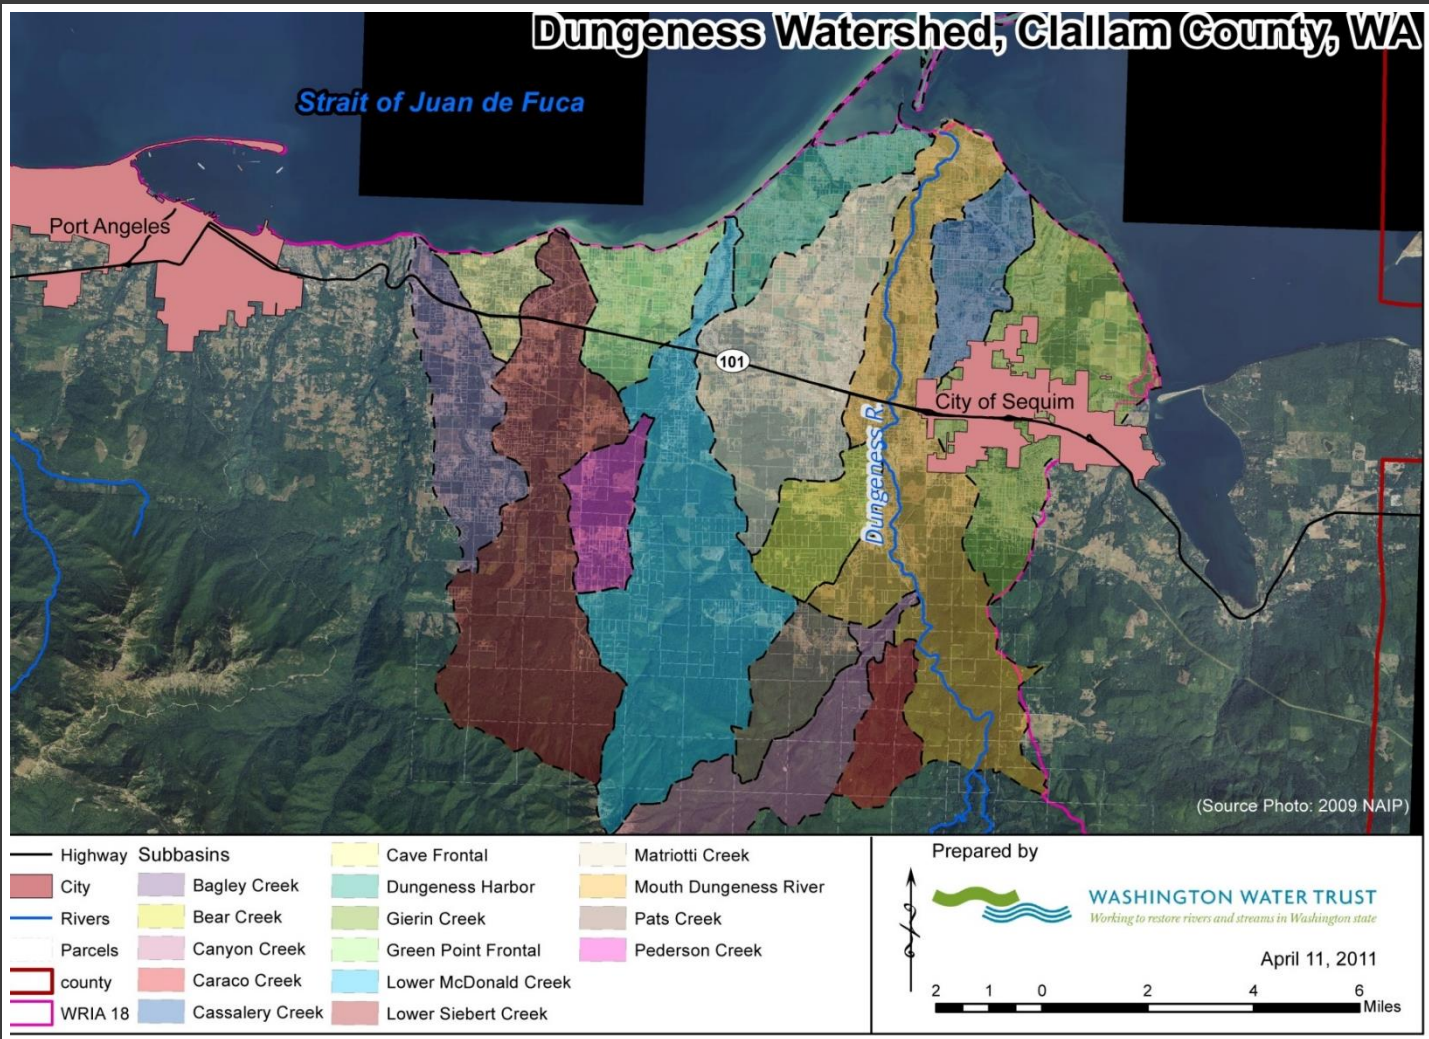 Dungeness Watershed, Clallam County, WA
Strait of Juan de Fuca
Port Angeles
101
City of Sequim
Dungeness R.
(Source Photo: 2009 NAIP)
Highway
City
Rivers
Parcels
county
WRIA 18
Subbasins
Bagley Creek
Bear Creek
Canyon Creek
Caraco Creek
Cassalery Creek
Cave Frontal
Dungeness Harbor
Gierin Creek
Green Point Frontal
Lower McDonald Creek
Lower Siebert Creek
Matriotti Creek
Mouth Dungeness River
Pats Creek
Pederson Creek
Prepared by
WASHINGTON WATER TRUST
Working to restore rivers and streams in Washington state
April 11, 2011
2 1 0 2 4 6
Miles